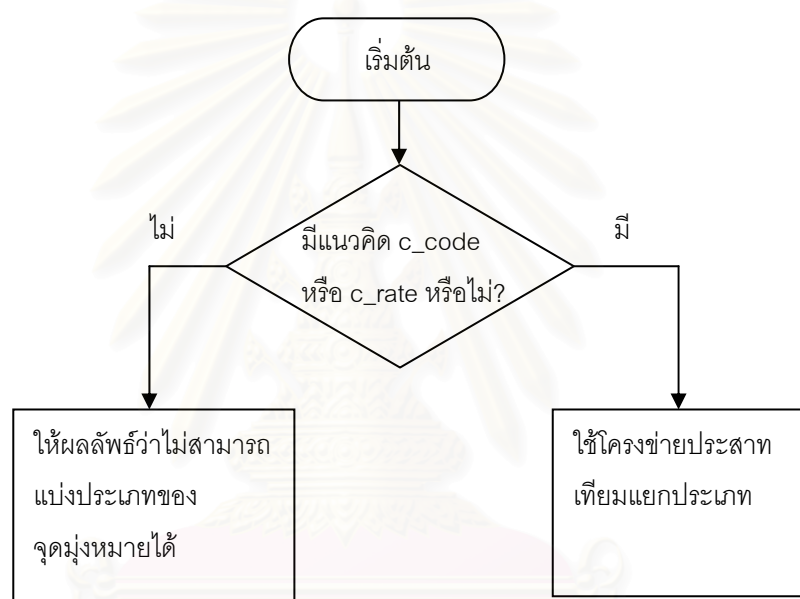 เริ่มต้น
ไม่
มี
มีแนวคิด c_code
หรือ c_rate หรือไม่?
ให้ผลลัพธ์ว่าไม่สามารถ
แบ่งประเภทของ
จุดมุ่งหมายได้
ใช้โครงข่ายประสาท
เทียมแยกประเภท